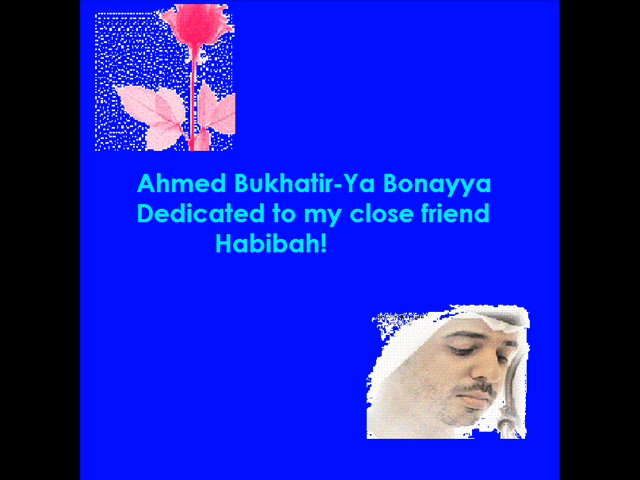 Ahmed Bukhatir-Ya Bonayya
Dedicated to my close friend
Habibah!